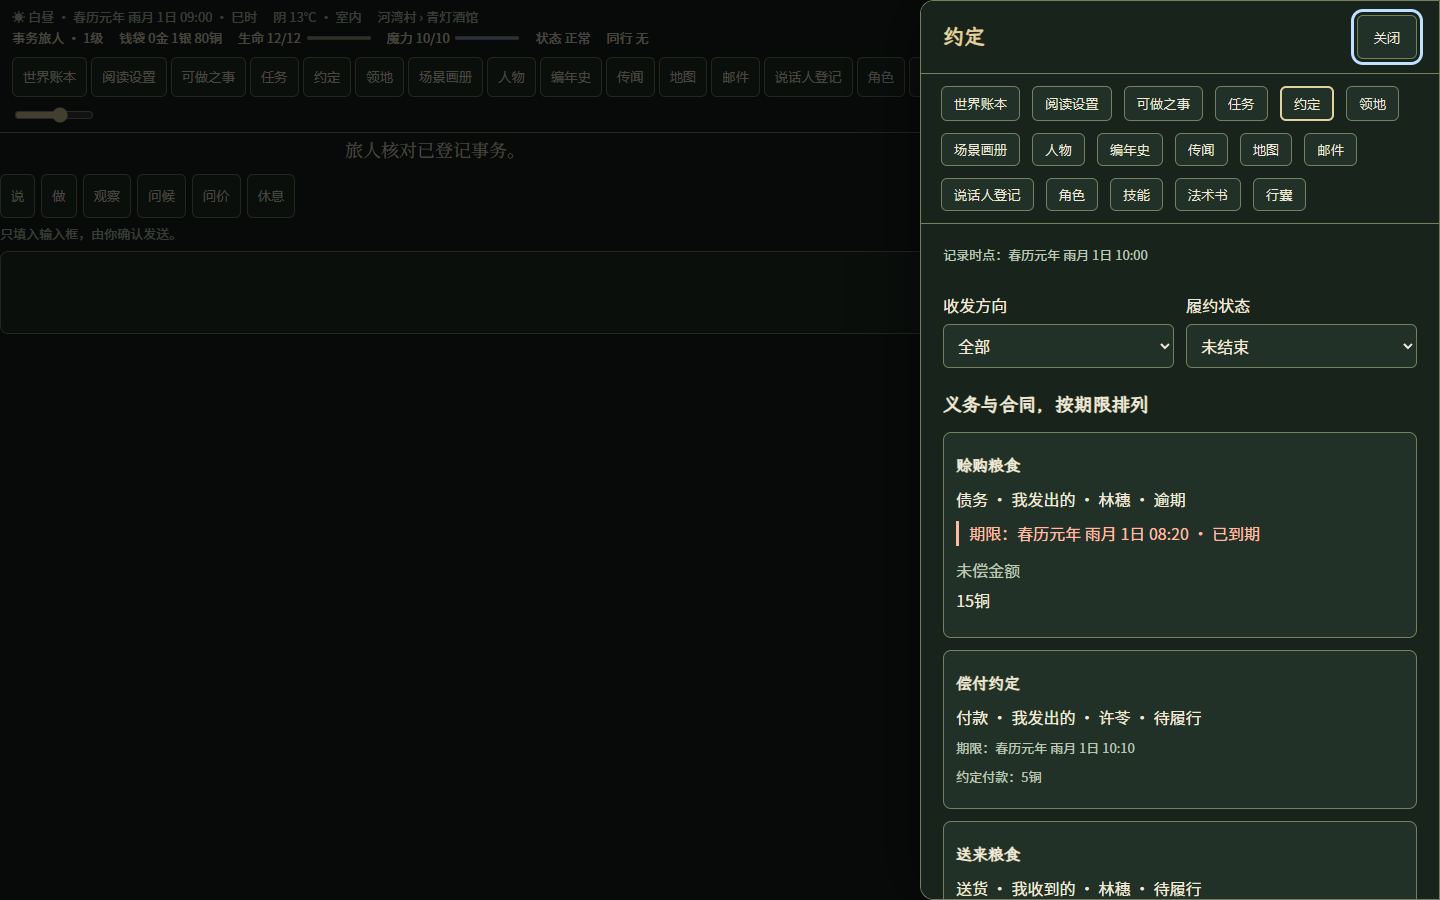 白昼 · 春历元年 雨月 1日 09:00 · 巳时 阴 13°C · 室内 河湾村 › 青灯酒馆
事务旅人 · 1级 钱袋 0金 1银 80铜 生命 12/12 魔力 10/10 状态 正常 同行 无
世界账本 阅读设置 可做之事 任务 约定 领地 场景画册 人物 编年史 传闻 地图 邮件 说话人登记 角色
旅人核对已登记事务。
说 做 观察 问候 问价 休息
只填入输入框，由你确认发送。
约定
关闭
世界账本 阅读设置 可做之事 任务 约定 领地
场景画册 人物 编年史 传闻 地图 邮件
说话人登记 角色 技能 法术书 行囊
记录时点：春历元年 雨月 1日 10:00
收发方向 履约状态
全部 未结束
义务与合同，按期限排列
赊购粮食
债务 · 我发出的 · 林穗 · 逾期
期限：春历元年 雨月 1日 08:20 · 已到期
未偿金额
15铜
偿付约定
付款 · 我发出的 · 许苓 · 待履行
期限：春历元年 雨月 1日 10:10
约定付款：5铜
送来粮食
送货 · 我收到的 · 林穗 · 待履行